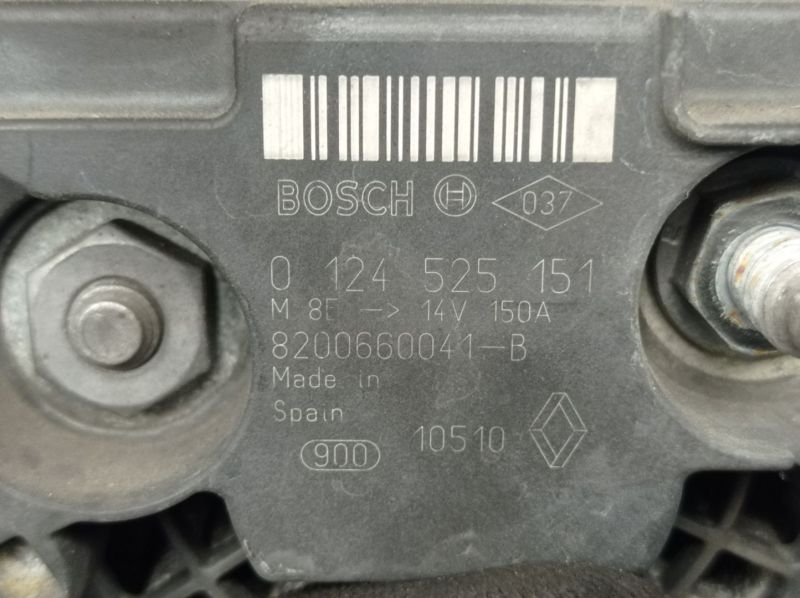 BOSCH H 037
0 124 525 151
M 8E -> 14V 150A
8200660041-B
Made in
Spain
900 10510